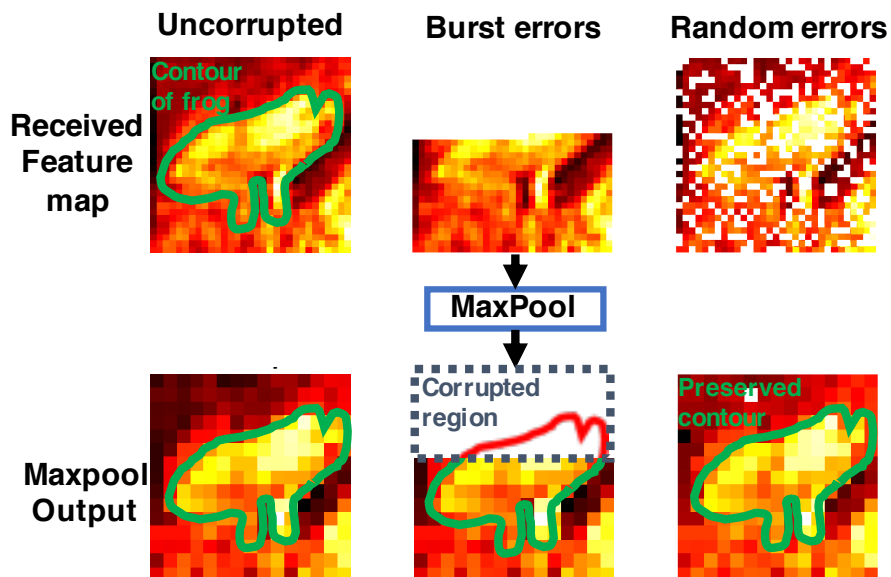 Uncorrupted
Burst errors
Random errors
Received
Feature
map
Contour
of frog
MaxPool
Maxpool
Output
Corrupted
region
Preserved
contour